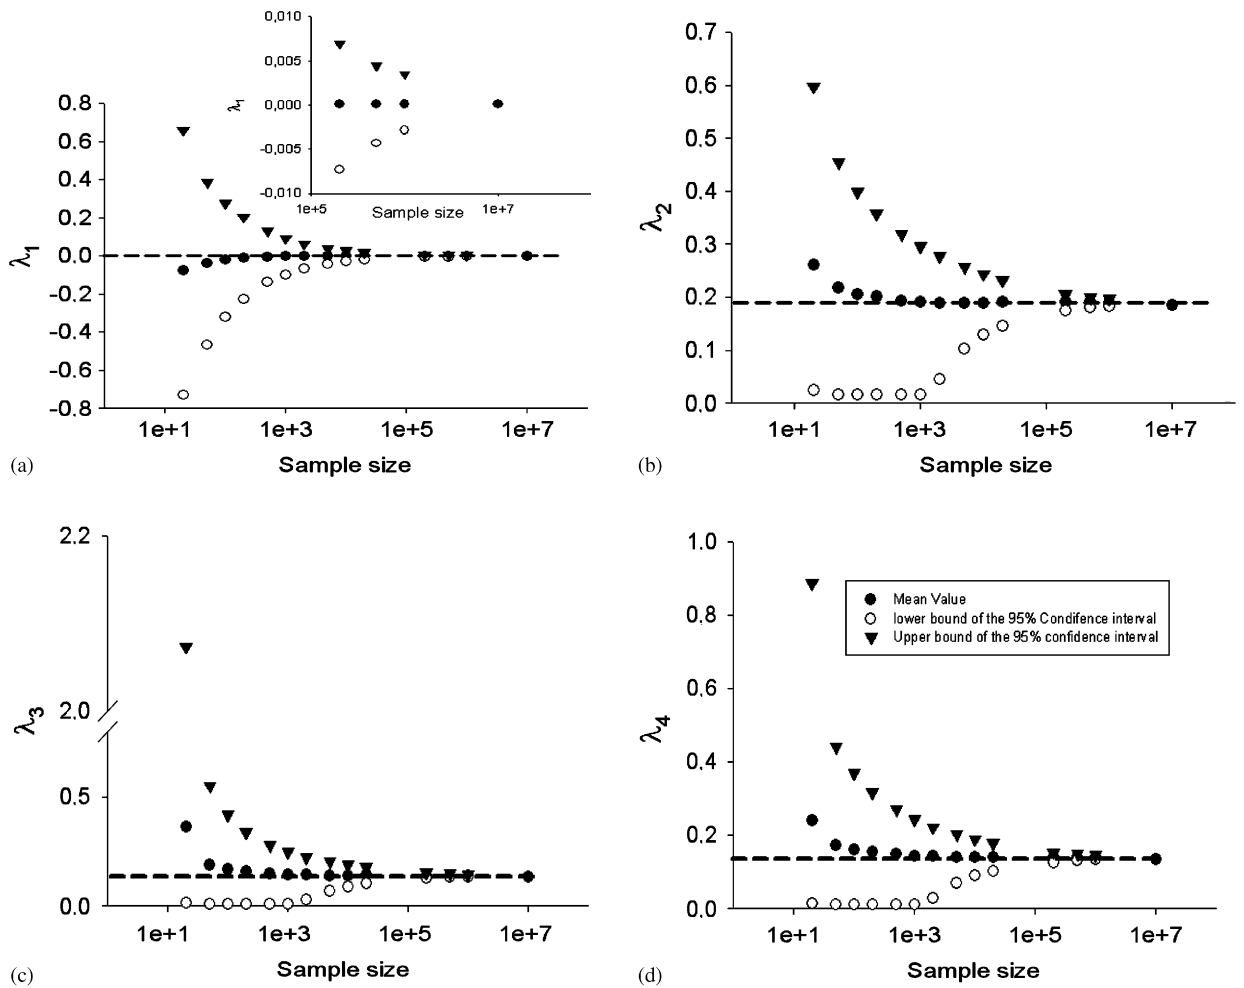 0,010
0,005
0,000
-0,005
-0,010
λ1
1e+5
Sample size
1e+7
0.8
0.6
0.4
0.2
0.0
-0.2
-0.4
-0.6
-0.8
λ1
1e+1
1e+3
1e+5
1e+7
Sample size
(a)
0.7
0.6
0.5
0.4
0.3
0.2
0.1
0.0
λ2
1e+1
1e+3
1e+5
1e+7
Sample size
(b)
2.2
2.0
0.5
0.0
λ3
1e+1
1e+3
1e+5
1e+7
Sample size
(c)
1.0
0.8
0.6
0.4
0.2
0.0
λ4
Mean Value
lower bound of the 95% Condifence interval
Upper bound of the 95% confidence interval
1e+1
1e+3
1e+5
1e+7
Sample size
(d)